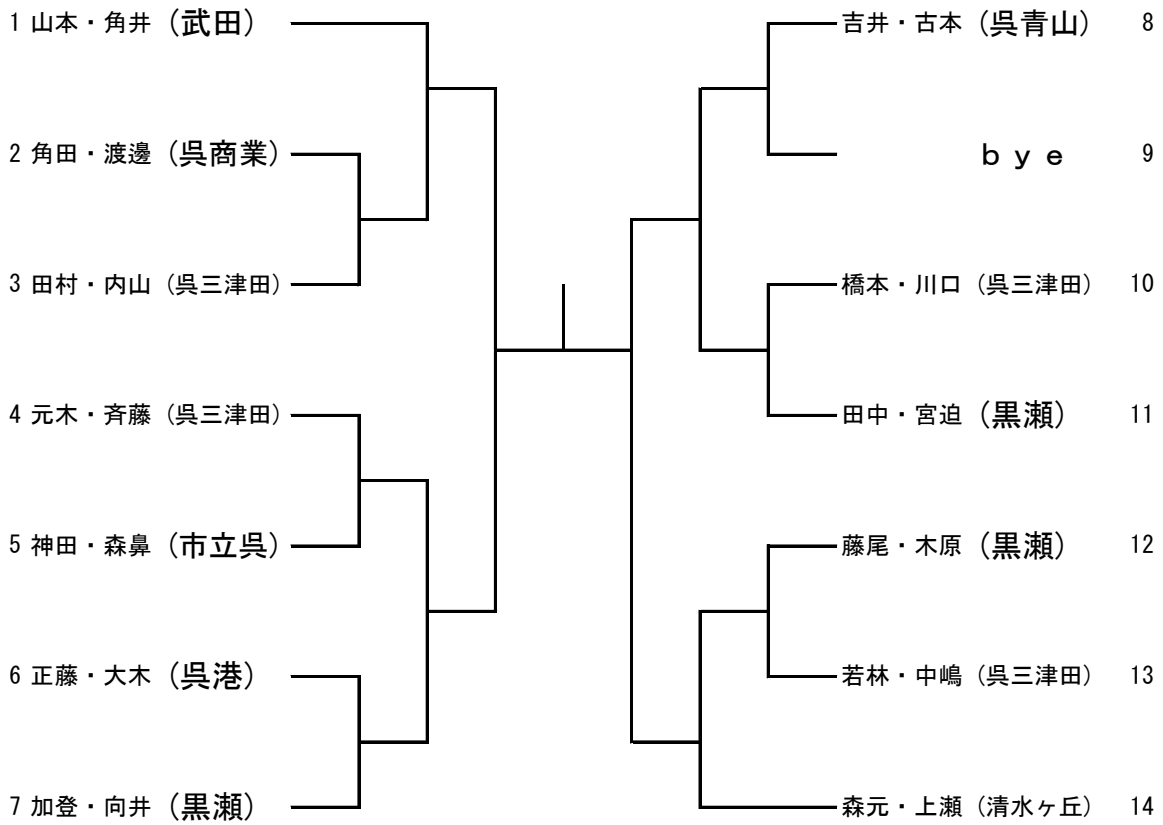 1 山本・角井 (武田)
2 角田・渡邊 (呉商業)
3 田村・内山 (呉三津田)
4 元木・斉藤 (呉三津田)
5 神田・森鼻 (市立呉)
6 正藤・大木 (呉港)
7 加登・向井 (黒瀬)
吉井・古本 (呉青山) 8
ｂｙｅ 9
橋本・川口 (呉三津田) 10
田中・宮迫 (黒瀬) 11
藤尾・木原 (黒瀬) 12
若林・中嶋 (呉三津田) 13
森元・上瀬 (清水ヶ丘) 14